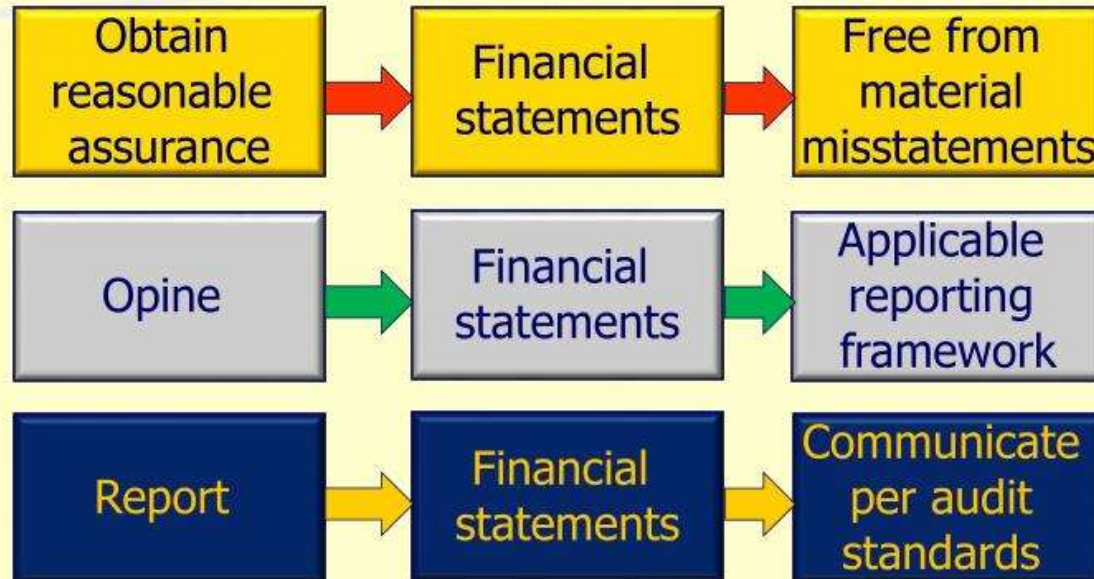 Obtain
reasonable
assurance
Financial
statements
Free from
material
misstatements
Opine
Financial
statements
Applicable
reporting
framework
Report
Financial
statements
Communicate
per audit
standards